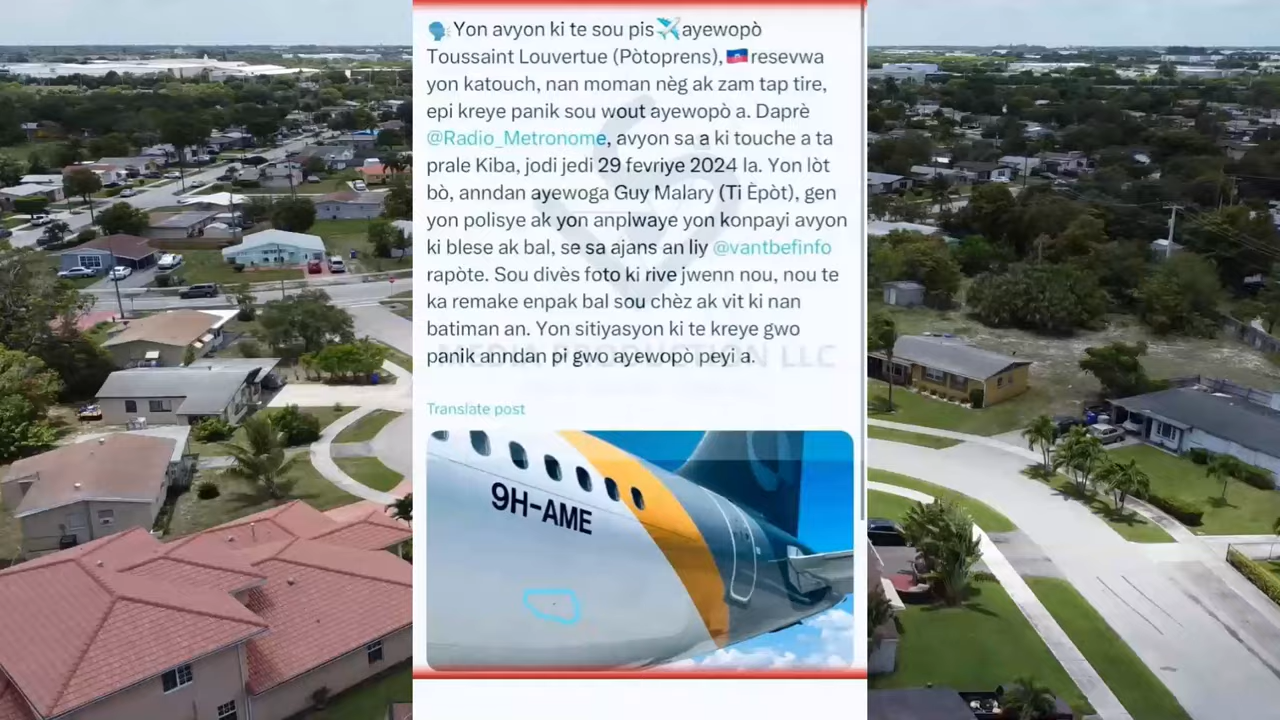 🗣️Yon avyon ki te sou pis✈️ayewopò
Toussaint Louvertue (Pòtoprens), 🇭🇹resevwa
yon katouch, nan moman nèg ak zam tap tire,
epi kreye panik sou wout ayewopò a. Daprè
@Radio_Metronome, avyon sa a ki touche a ta
prale Kiba, jodi jedi 29 fevriye 2024 la. Yon lòt
bò, anndan ayewoga Guy Malary (Ti Èpòt), gen
yon polisye ak yon anplwaye yon konpayi avyon
ki blese ak bal, se sa ajans an liy @vantbefinfo
rapòte. Sou divès foto ki rive jwenn nou, nou te
ka remake enpak bal sou chèz ak vit ki nan
batiman an. Yon sitiyasyon ki te kreye gwo
panik anndan pi gwo ayewopò peyi a.
MEDIA PRODUCTION LLC
Translate post
9H-AME